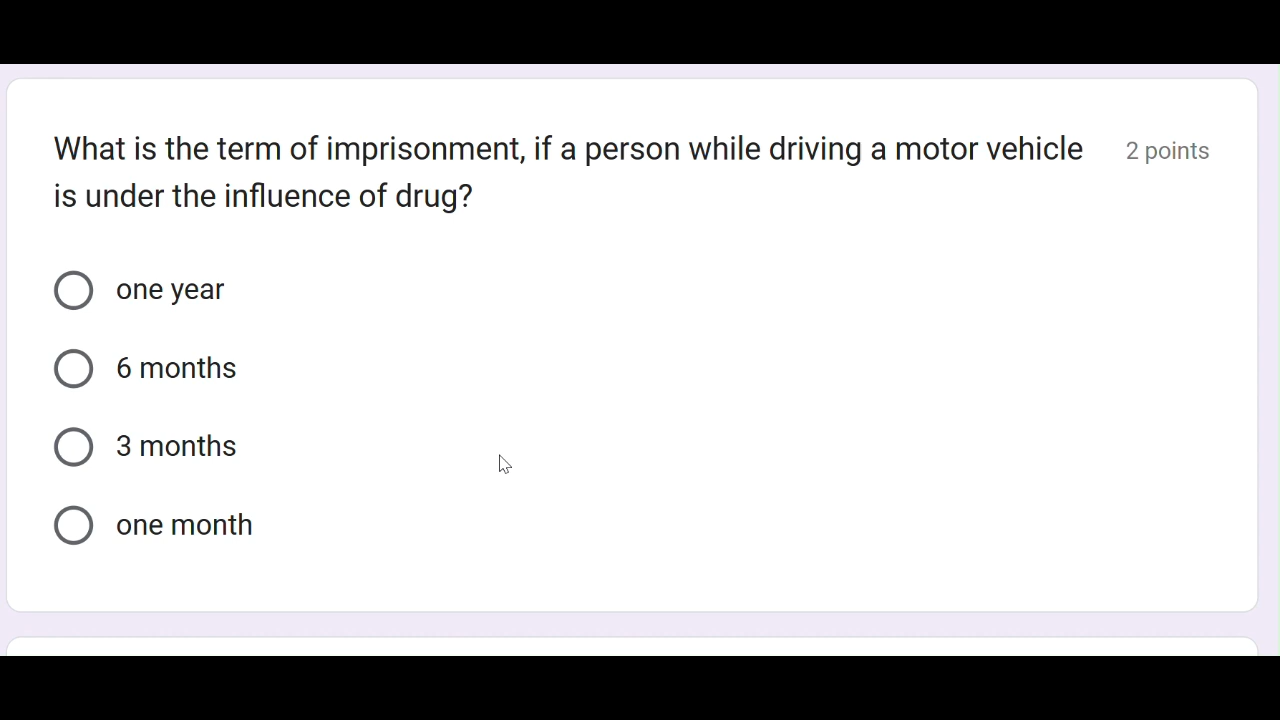 What is the term of imprisonment, if a person while driving a motor vehicle
2 points
is under the influence of drug?
one year
6 months
3 months
one month